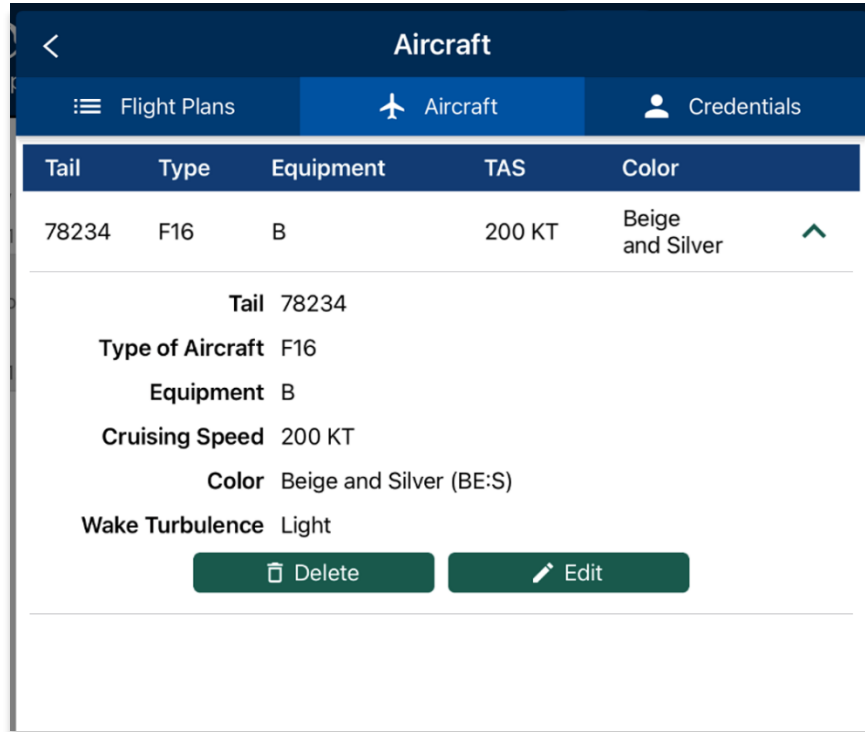 Aircraft
Flight Plans Aircraft Credentials
Tail Type Equipment TAS Color
78234 F16 B 200 KT Beige
and Silver
Tail 78234
Type of Aircraft F16
Equipment B
Cruising Speed 200 KT
Color Beige and Silver (BE:S)
Wake Turbulence Light
Delete Edit